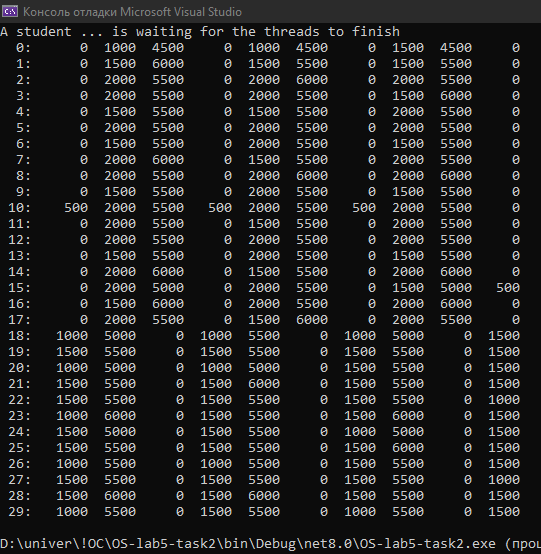 Консоль отладки Microsoft Visual Studio
A student ... is waiting for the threads to finish
0: 0 1000 4500 0 1000 4500 0 1500 4500 0
1: 0 1500 6000 0 1500 5500 0 1500 5500 0
2: 0 2000 5500 0 2000 6000 0 2000 5500 0
3: 0 2000 5500 0 2000 5500 0 1500 6000 0
4: 0 1500 5500 0 2000 5500 0 1500 5500 0
5: 0 2000 5500 0 2000 5500 0 2000 5500 0
6: 0 1500 5500 0 2000 5500 0 1500 5500 0
7: 0 2000 6000 0 1500 5500 0 2000 5500 0
8: 0 2000 5500 0 2000 6000 0 2000 6000 0
9: 0 1500 5500 0 2000 5500 0 1500 5500 0
10: 500 2000 5500 500 2000 5500 500 2000 5500 0
11: 0 2000 5500 0 1500 5500 0 2000 5500 0
12: 0 2000 5500 0 2000 5500 0 2000 5500 0
13: 0 1500 5500 0 2000 5500 0 1500 5500 0
14: 0 2000 6000 0 1500 5500 0 2000 6000 0
15: 0 2000 5000 0 2000 5500 0 1500 5000 500
16: 0 1500 6000 0 2000 5500 0 1500 6000 0
17: 0 2000 5500 0 1500 6000 0 2000 5500 0
18: 1000 5000 0 1000 5500 0 1000 5000 0 1500
19: 1500 5500 0 1500 5500 0 1500 5500 0 1500
20: 1000 5000 0 1000 5000 0 1000 5500 0 1500
21: 1500 5500 0 1500 6000 0 1500 5500 0 1500
22: 1500 5500 0 1500 5500 0 1500 5500 0 1000
23: 1000 6000 0 1500 5500 0 1500 6000 0 1500
24: 1500 5000 0 1500 5500 0 1000 5000 0 1500
25: 1500 6000 0 1500 5500 0 1500 6000 0 1500
26: 1000 5500 0 1000 5500 0 1000 5500 0 1500
27: 1500 5500 0 1500 5500 0 1500 5500 0 1000
28: 1500 6000 0 1500 6000 0 1500 6000 0 1500
29: 1000 5500 0 1500 5500 0 1000 5500 0 1500
D:\univer\!ОС\OS-lab5-task2\bin\Debug\net8.0\OS-lab5-task2.exe (проц